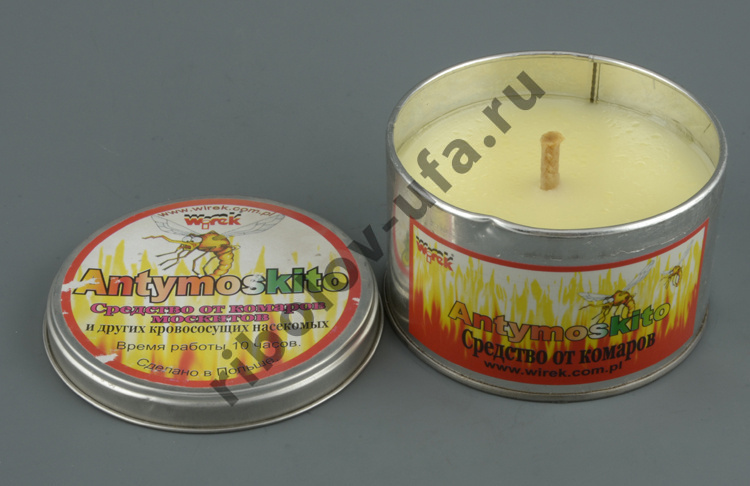 www.wirek.com.pl
wirek
Antymoskito
Средство от комаров
москитов
и других кровососущих насекомых
Время работы 10 часов.
Сделано в Польше
wirek
Antymoskito
Средство от комаров
www.wirek.com.pl
ribolov-ufa.ru